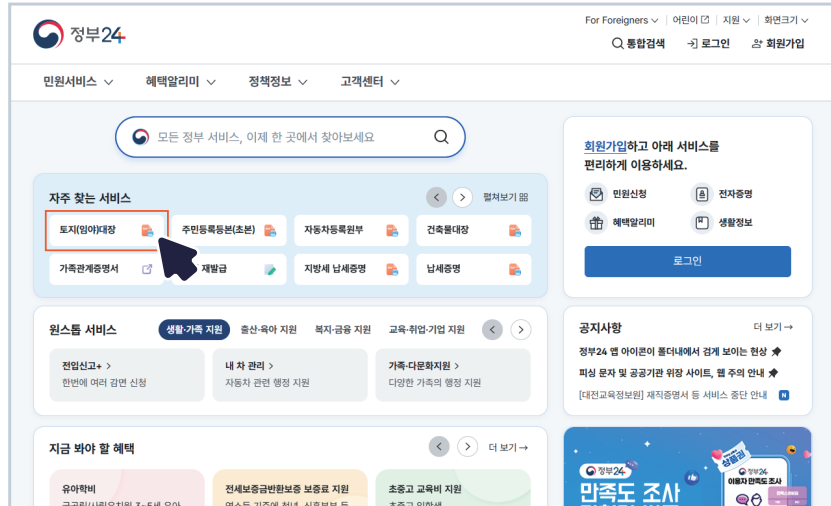 정부24
For Foreigners 어린이 지원 화면크기
통합검색 로그인 회원가입
민원서비스 혜택알리미 정책정보 고객센터
모든 정부 서비스, 이제 한 곳에서 찾아보세요
회원가입하고 아래 서비스를
편리하게 이용하세요.
민원신청 전자증명
혜택알리미 생활정보
로그인
자주 찾는 서비스 펼쳐보기
토지(임야)대장 주민등록등본(초본) 자동차등록원부 건축물대장
가족관계증명서 재발급 지방세 납세증명 납세증명
원스톱 서비스 생활·가족 지원 출산·육아 지원 복지·금융 지원 교육·취업·기업 지원
전입신고+ > 내 차 관리 > 가족·다문화지원 >
한번에 여러 감면 신청 자동차 관련 행정 지원 다양한 가족의 행정 지원
공지사항 더 보기→
정부24 앱 아이콘이 폴더내에서 검게 보이는 현상
피싱 문자 및 공공기관 위장 사이트, 웹 주의 안내
[대전교육정보원] 재직증명서 등 서비스 중단 안내 N
지금 봐야 할 혜택 더 보기→
유아학비 전세보증금반환보증 보증료 지원 초중고 교육비 지원
상품권
정부24
만족도 조사
정부24
이용자 만족도 조사